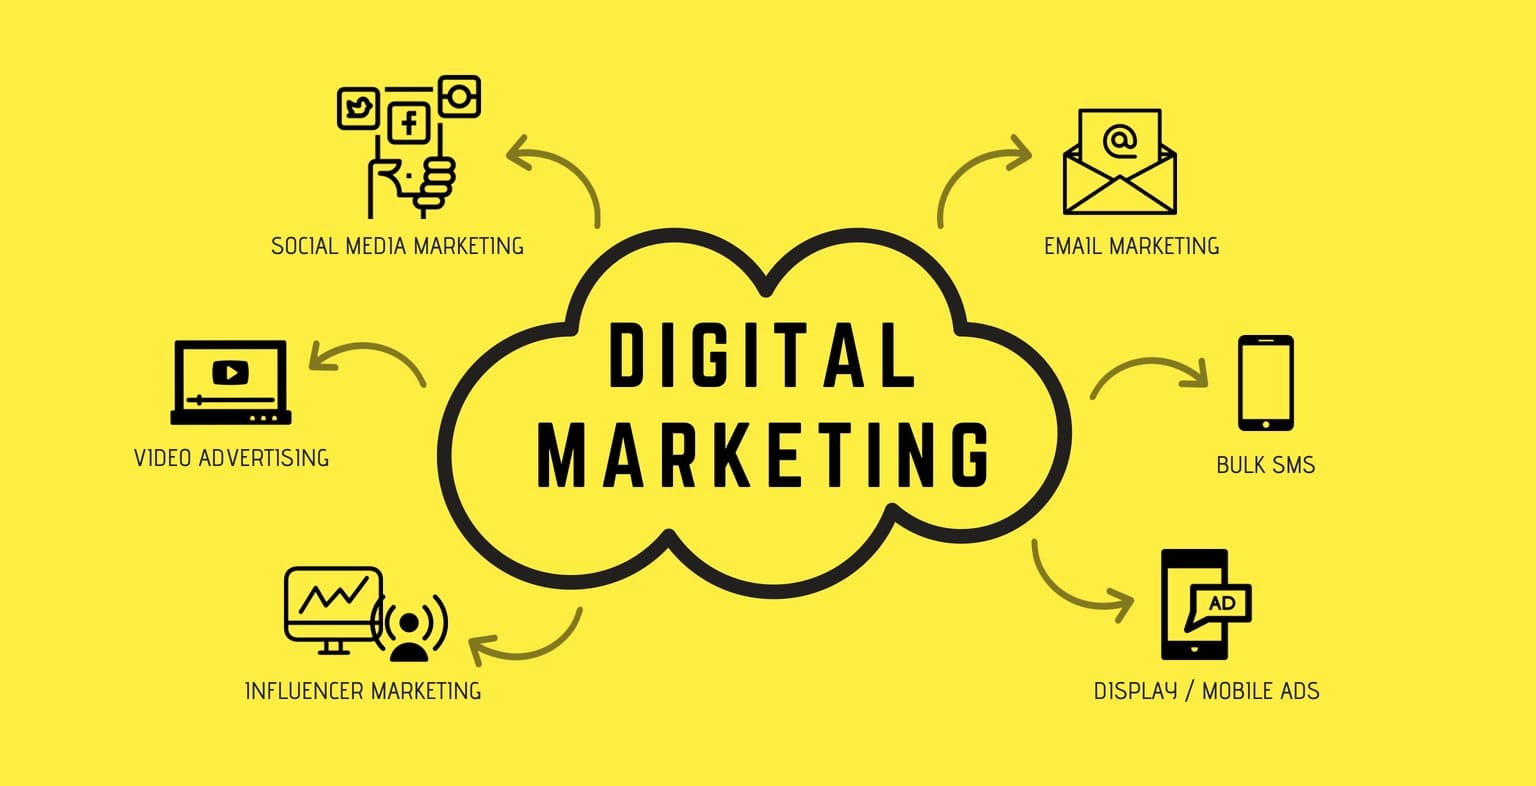 SOCIAL MEDIA MARKETING
@
EMAIL MARKETING
DIGITAL
MARKETING
VIDEO ADVERTISING
BULK SMS
AD
INFLUENCER MARKETING
DISPLAY / MOBILE ADS